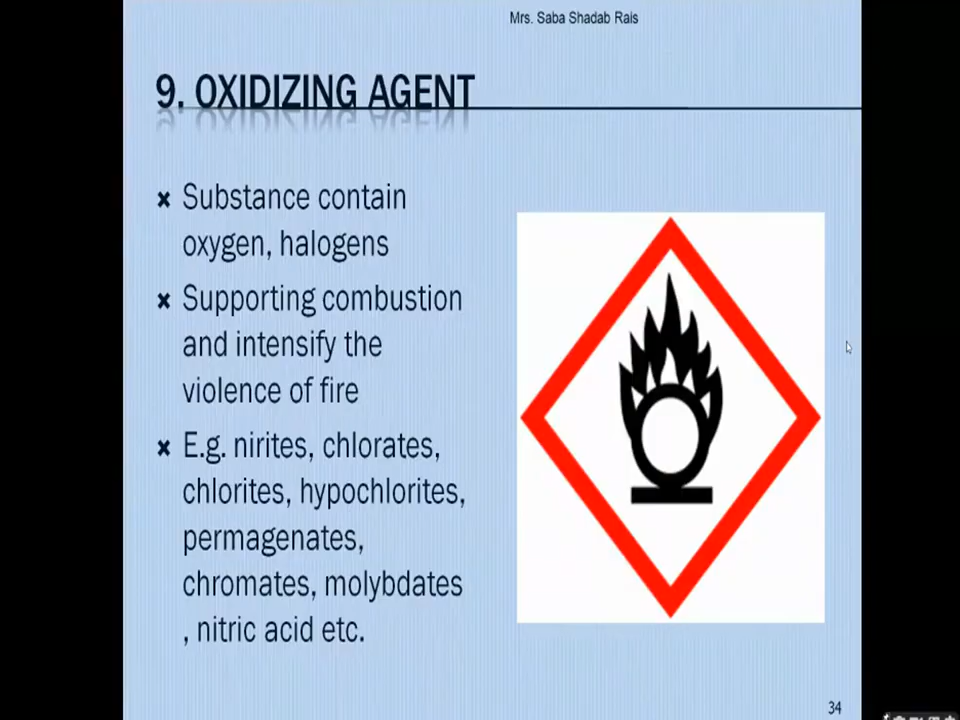 Mrs. Saba Shadab Rais
9. OXIDIZING AGENT
Substance contain
oxygen, halogens
Supporting combustion
and intensify the
violence of fire
E.g. nirites, chlorates,
chlorites, hypochlorites,
permagenates,
chromates, molybdates
, nitric acid etc.
34